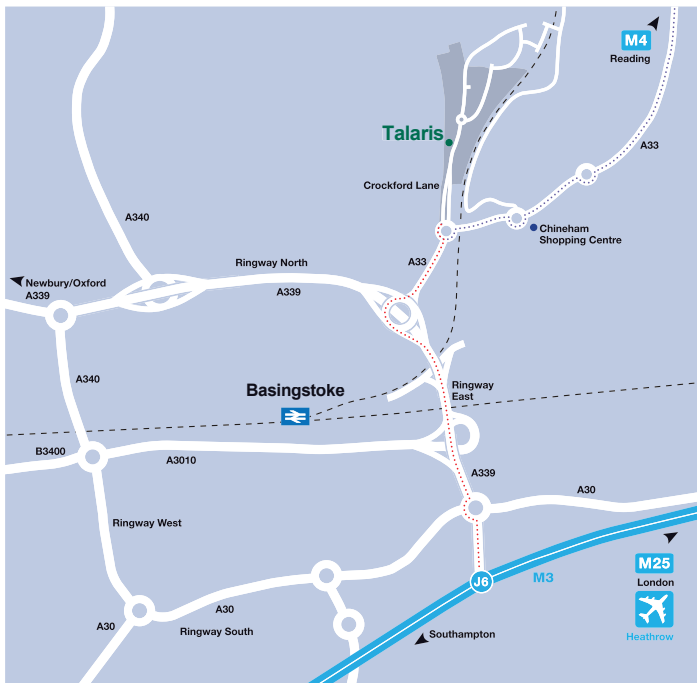 M4
Reading
Talaris
A33
Crockford Lane
A340
Chineham
Shopping Centre
Ringway North
A33
Newbury/Oxford
A339
A339
A340
Basingstoke
Ringway
East
B3400
A3010
A339
A30
Ringway West
M25
J6
M3
London
A30
A30
Ringway South
Southampton
Heathrow